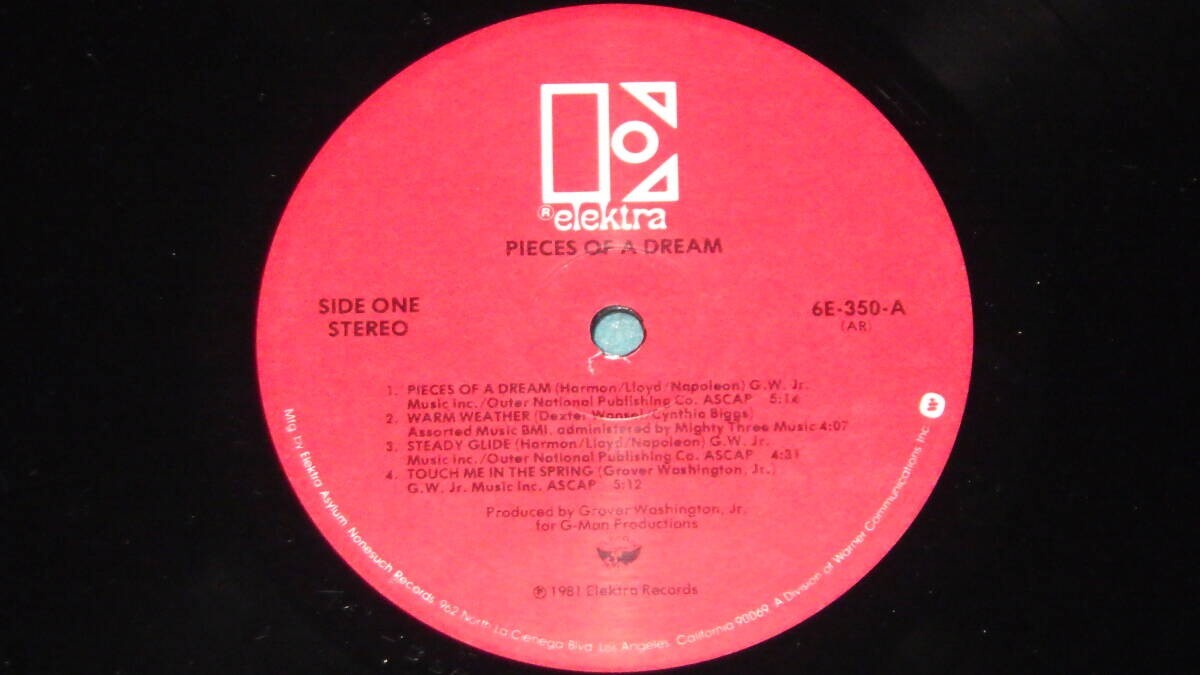 ® elektra
PIECES OF A DREAM
SIDE ONE
STEREO
6E-350-A
(AR)
1. PIECES OF A DREAM (Harmon/Lloyd/Napoleon) G.W. Jr.
Music Inc./Outer National Publishing Co. ASCAP 5:14
2. WARM WEATHER (Dexter Wansel/Cynthia Biggs)
Assorted Music BMI, administered by Mighty Three Music 4:07
3. STEADY GLIDE (Harmon/Lloyd/Napoleon) G.W. Jr.
Music Inc./Outer National Publishing Co. ASCAP 4:31
4. TOUCH ME IN THE SPRING (Grover Washington, Jr.)
G.W. Jr. Music Inc. ASCAP 5:12
Produced by Grover Washington, Jr.
for G-Man Productions
℗ 1981 Elektra Records
Mfg by Elektra Asylum Nonesuch Records, 962 North La Cienega Blvd. Los Angeles, California 90069. A Division of Warner Communications Inc.